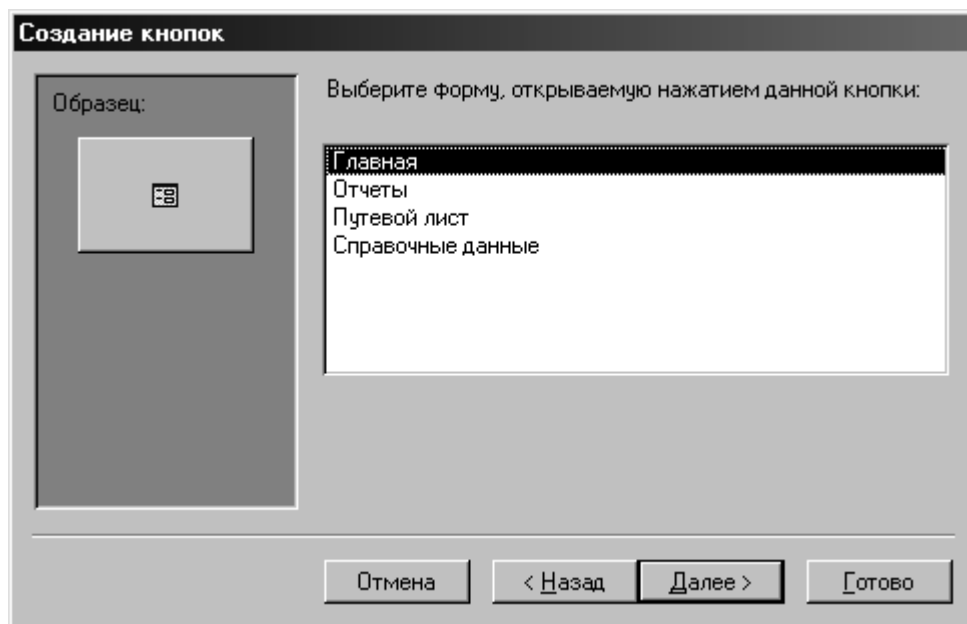 Создание кнопок
Образец:
Выберите форму, открываемую нажатием данной кнопки:
Главная
Отчеты
Путевой лист
Справочные данные
Отмена
< Назад
Далее >
Готово